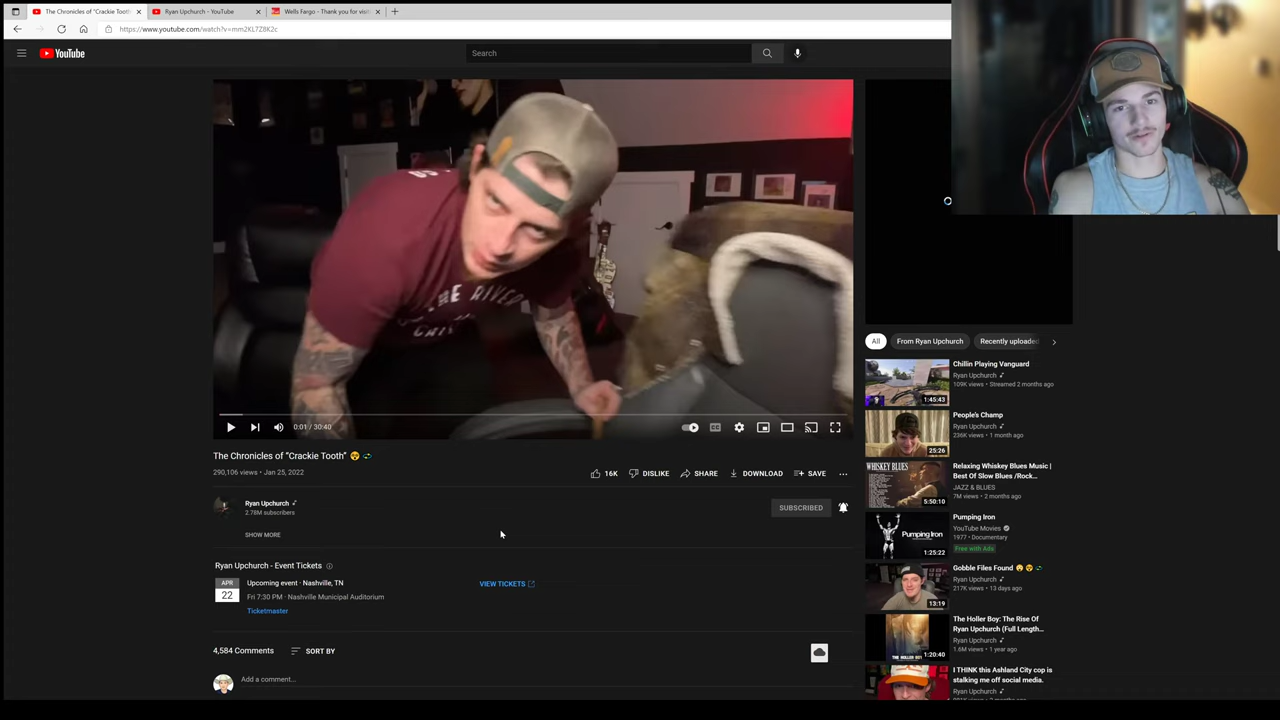 The Chronicles of "Crackie Tooth
Ryan Upchurch - YouTube
Wells Fargo - Thank you for visi
https://www.youtube.com/watch?v=mm2KL7Z8K2c
YouTube
Search
0:01 / 30:40
The Chronicles of "Crackie Tooth" 😵
290,106 views • Jan 25, 2022
16K
DISLIKE
SHARE
DOWNLOAD
SAVE
Ryan Upchurch
2.78M subscribers
SUBSCRIBED
SHOW MORE
Ryan Upchurch - Event Tickets
APR
22
Upcoming event · Nashville, TN
Fri 7:30 PM · Nashville Municipal Auditorium
Ticketmaster
VIEW TICKETS
4,584 Comments
SORT BY
Add a comment...
All
From Ryan Upchurch
Recently uploaded
Chillin Playing Vanguard
Ryan Upchurch
109K views • Streamed 2 months ago
1:45:43
People's Champ
Ryan Upchurch
236K views • 1 month ago
25:26
WHISKEY BLUES
Relaxing Whiskey Blues Music |
Best Of Slow Blues /Rock...
JAZZ & BLUES
7M views • 2 months ago
5:50:10
Pumping Iron
Pumping Iron
YouTube Movies
1977 • Documentary
Free with Ads
1:25:22
Gobble Files Found
Ryan Upchurch
217K views • 13 days ago
13:19
THE HOLLER BOY
The Holler Boy: The Rise Of
Ryan Upchurch (Full Length...
Ryan Upchurch
1.6M views • 1 year ago
1:20:40
I THINK this Ashland City cop is
stalking me off social media.
Ryan Upchurch